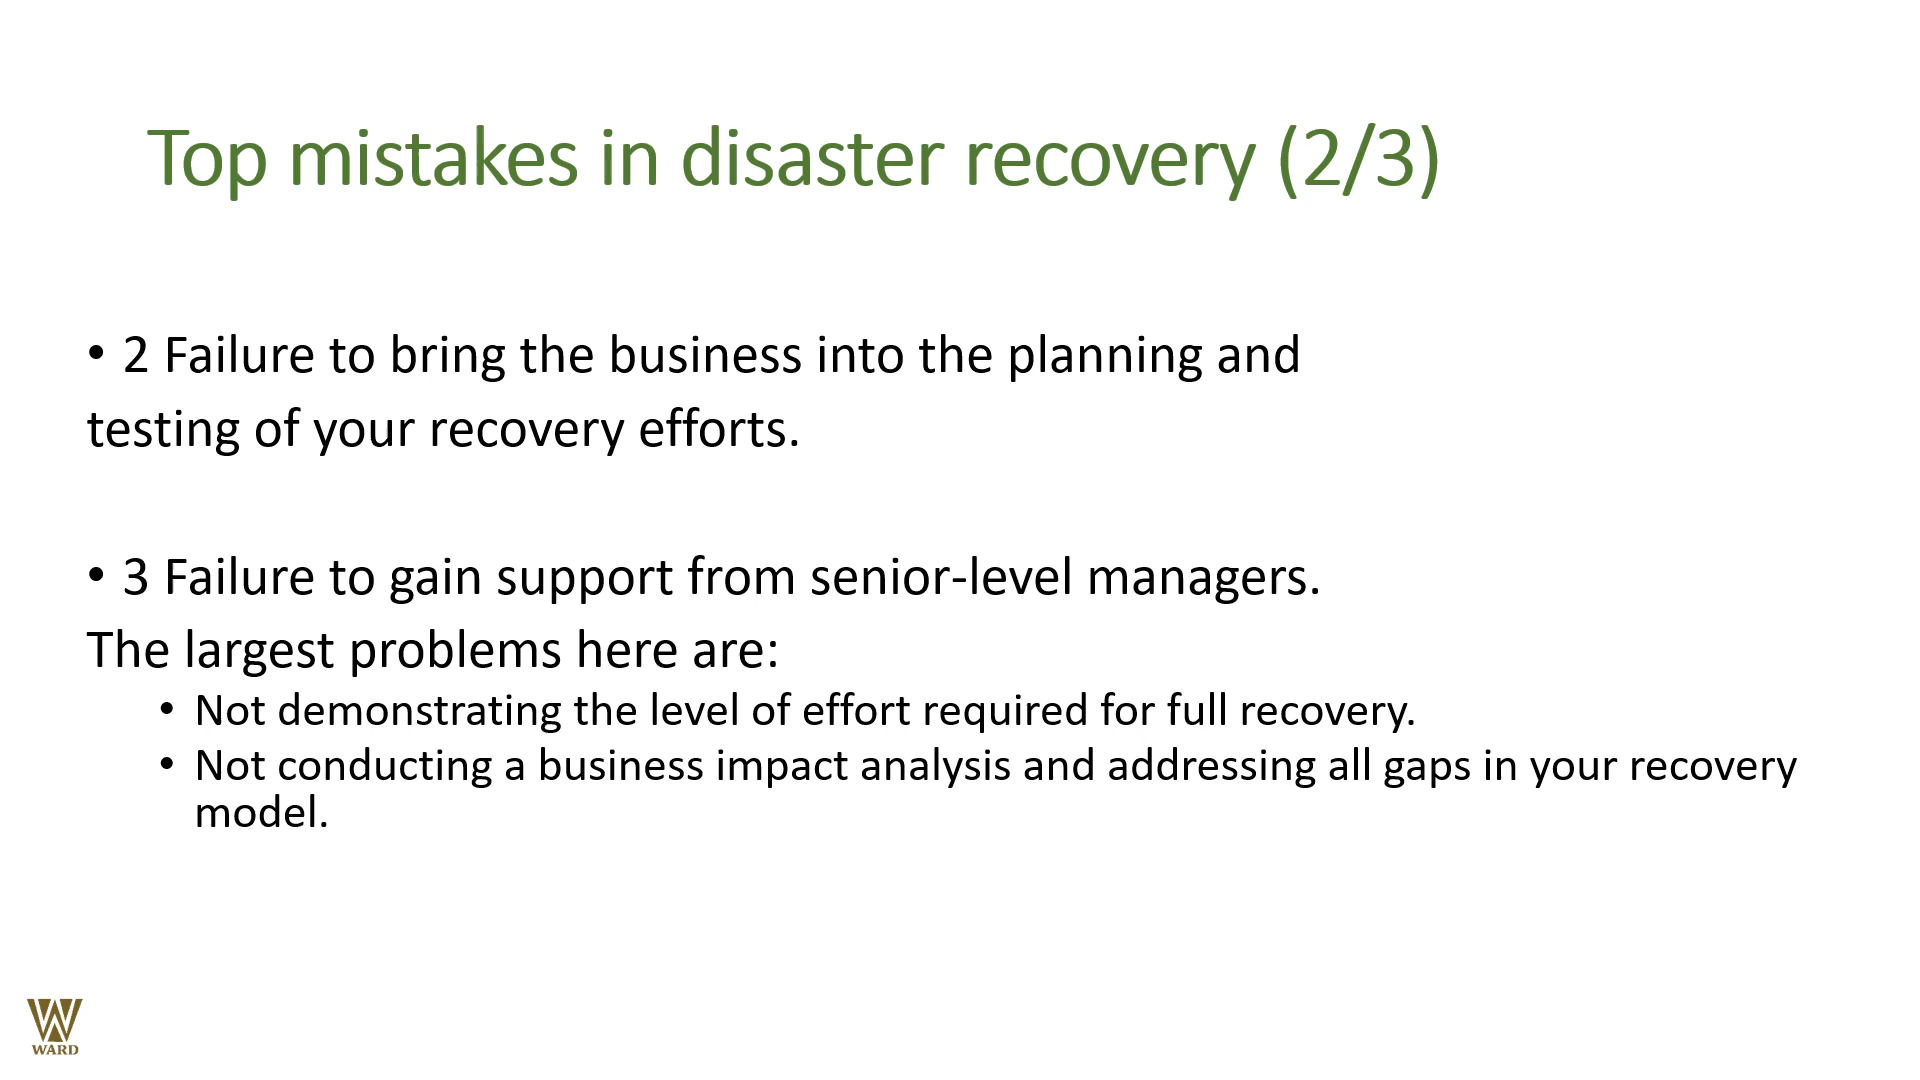 Top mistakes in disaster recovery (2/3)
• 2 Failure to bring the business into the planning and
testing of your recovery efforts.
• 3 Failure to gain support from senior-level managers.
The largest problems here are:
• Not demonstrating the level of effort required for full recovery.
• Not conducting a business impact analysis and addressing all gaps in your recovery
model.
WARD